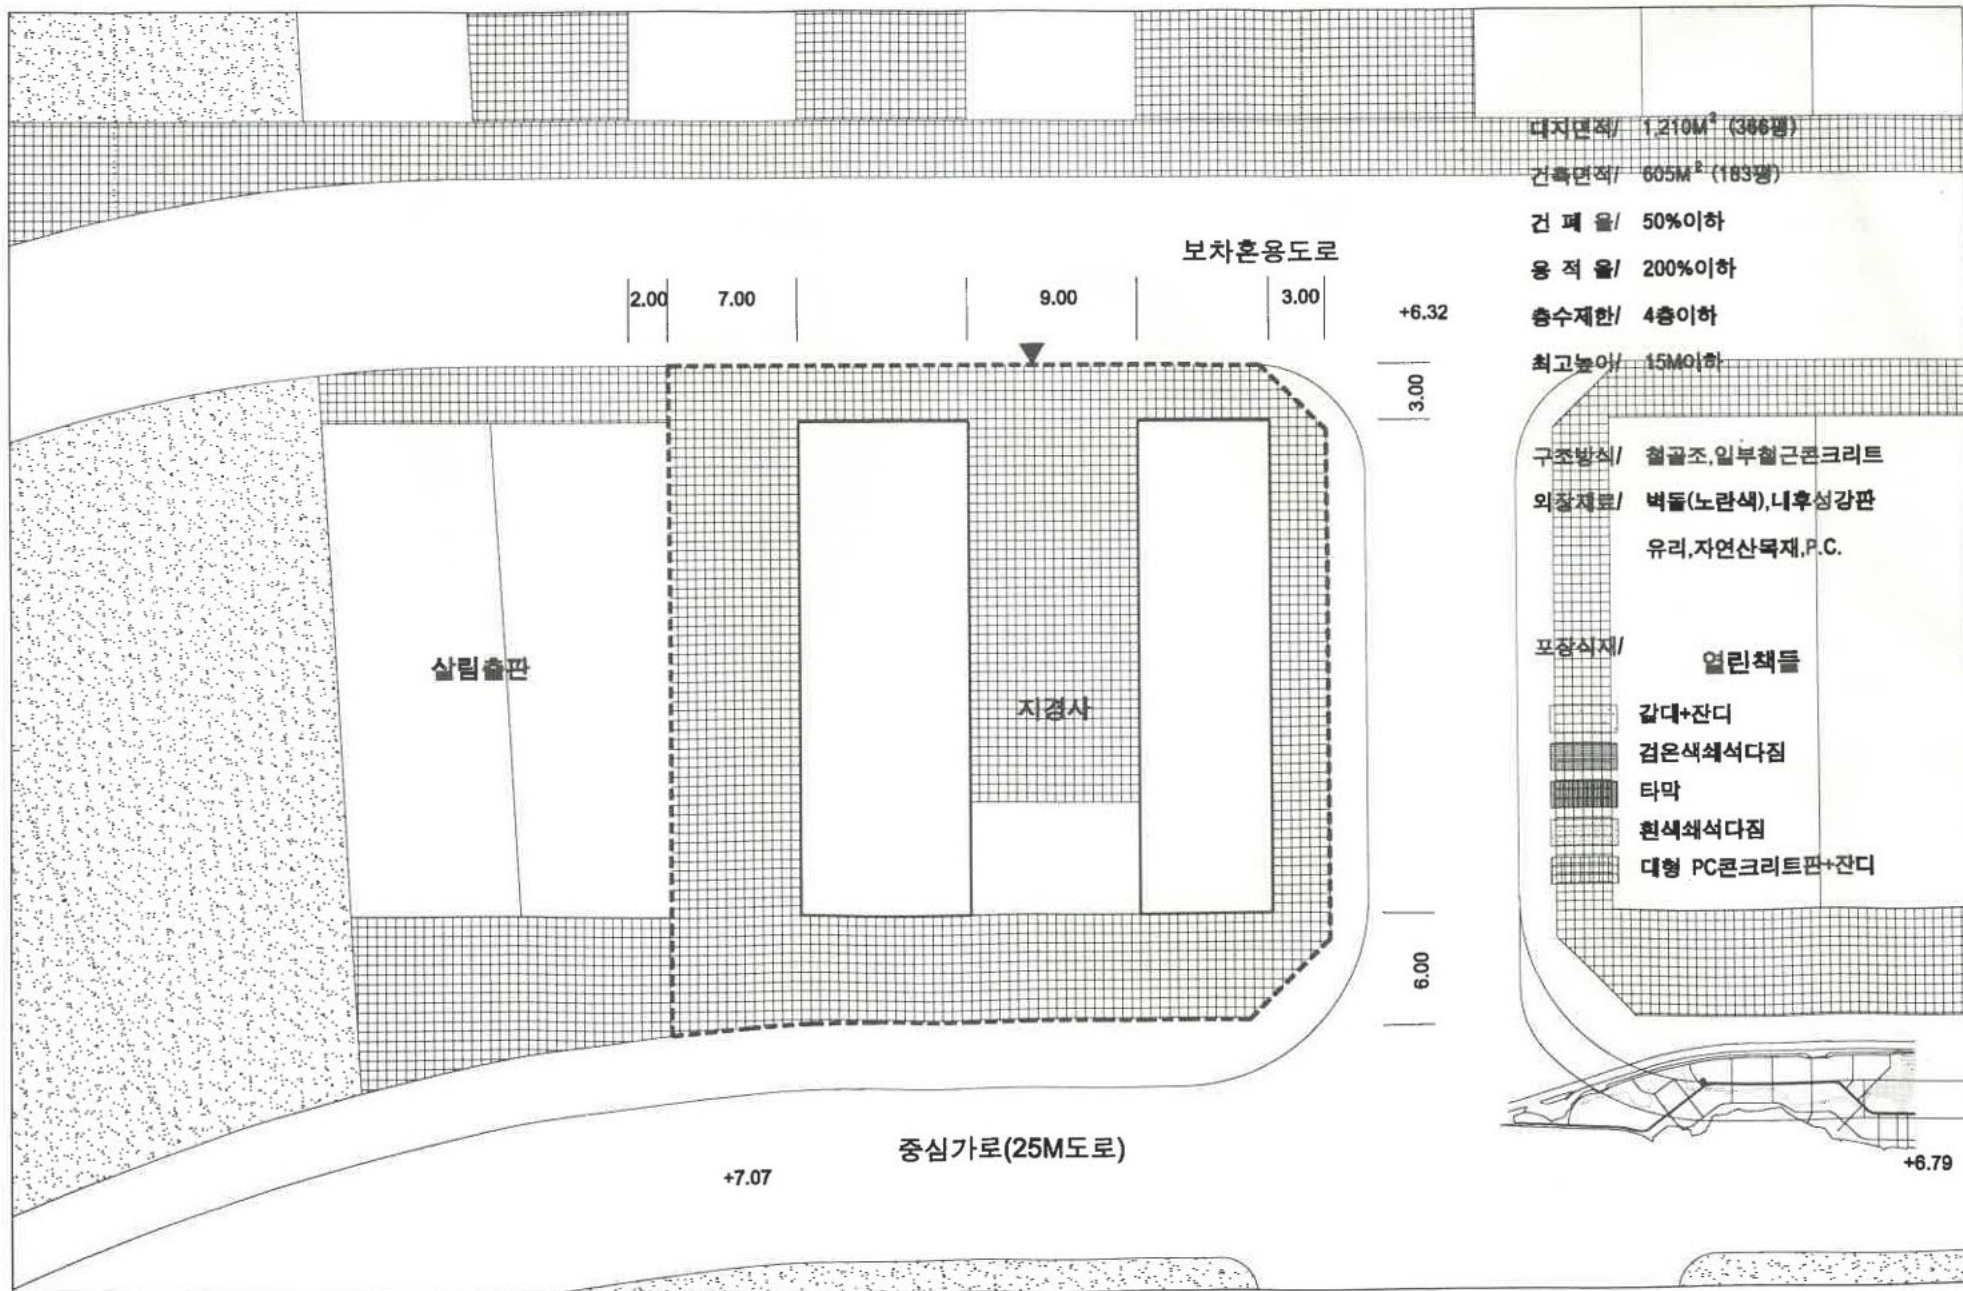 대지면적/ 1,210M² (366평)
건축면적/ 605M² (183평)
건 폐 율/ 50%이하
용 적 율/ 200%이하
층수제한/ 4층이하
최고높이/ 15M이하
보차혼용도로
2.00 7.00 9.00 3.00
+6.32
3.00
구조방식/ 철골조,일부철근콘크리트
외장재료/ 벽돌(노란색),내후성강판
유리,자연산목재,P.C.
살림출판
지경사
포장식재/
열린책들
갈대+잔디
검은색쇄석다짐
타막
흰색쇄석다짐
대형 PC콘크리트판+잔디
6.00
중심가로(25M도로)
+7.07
+6.79